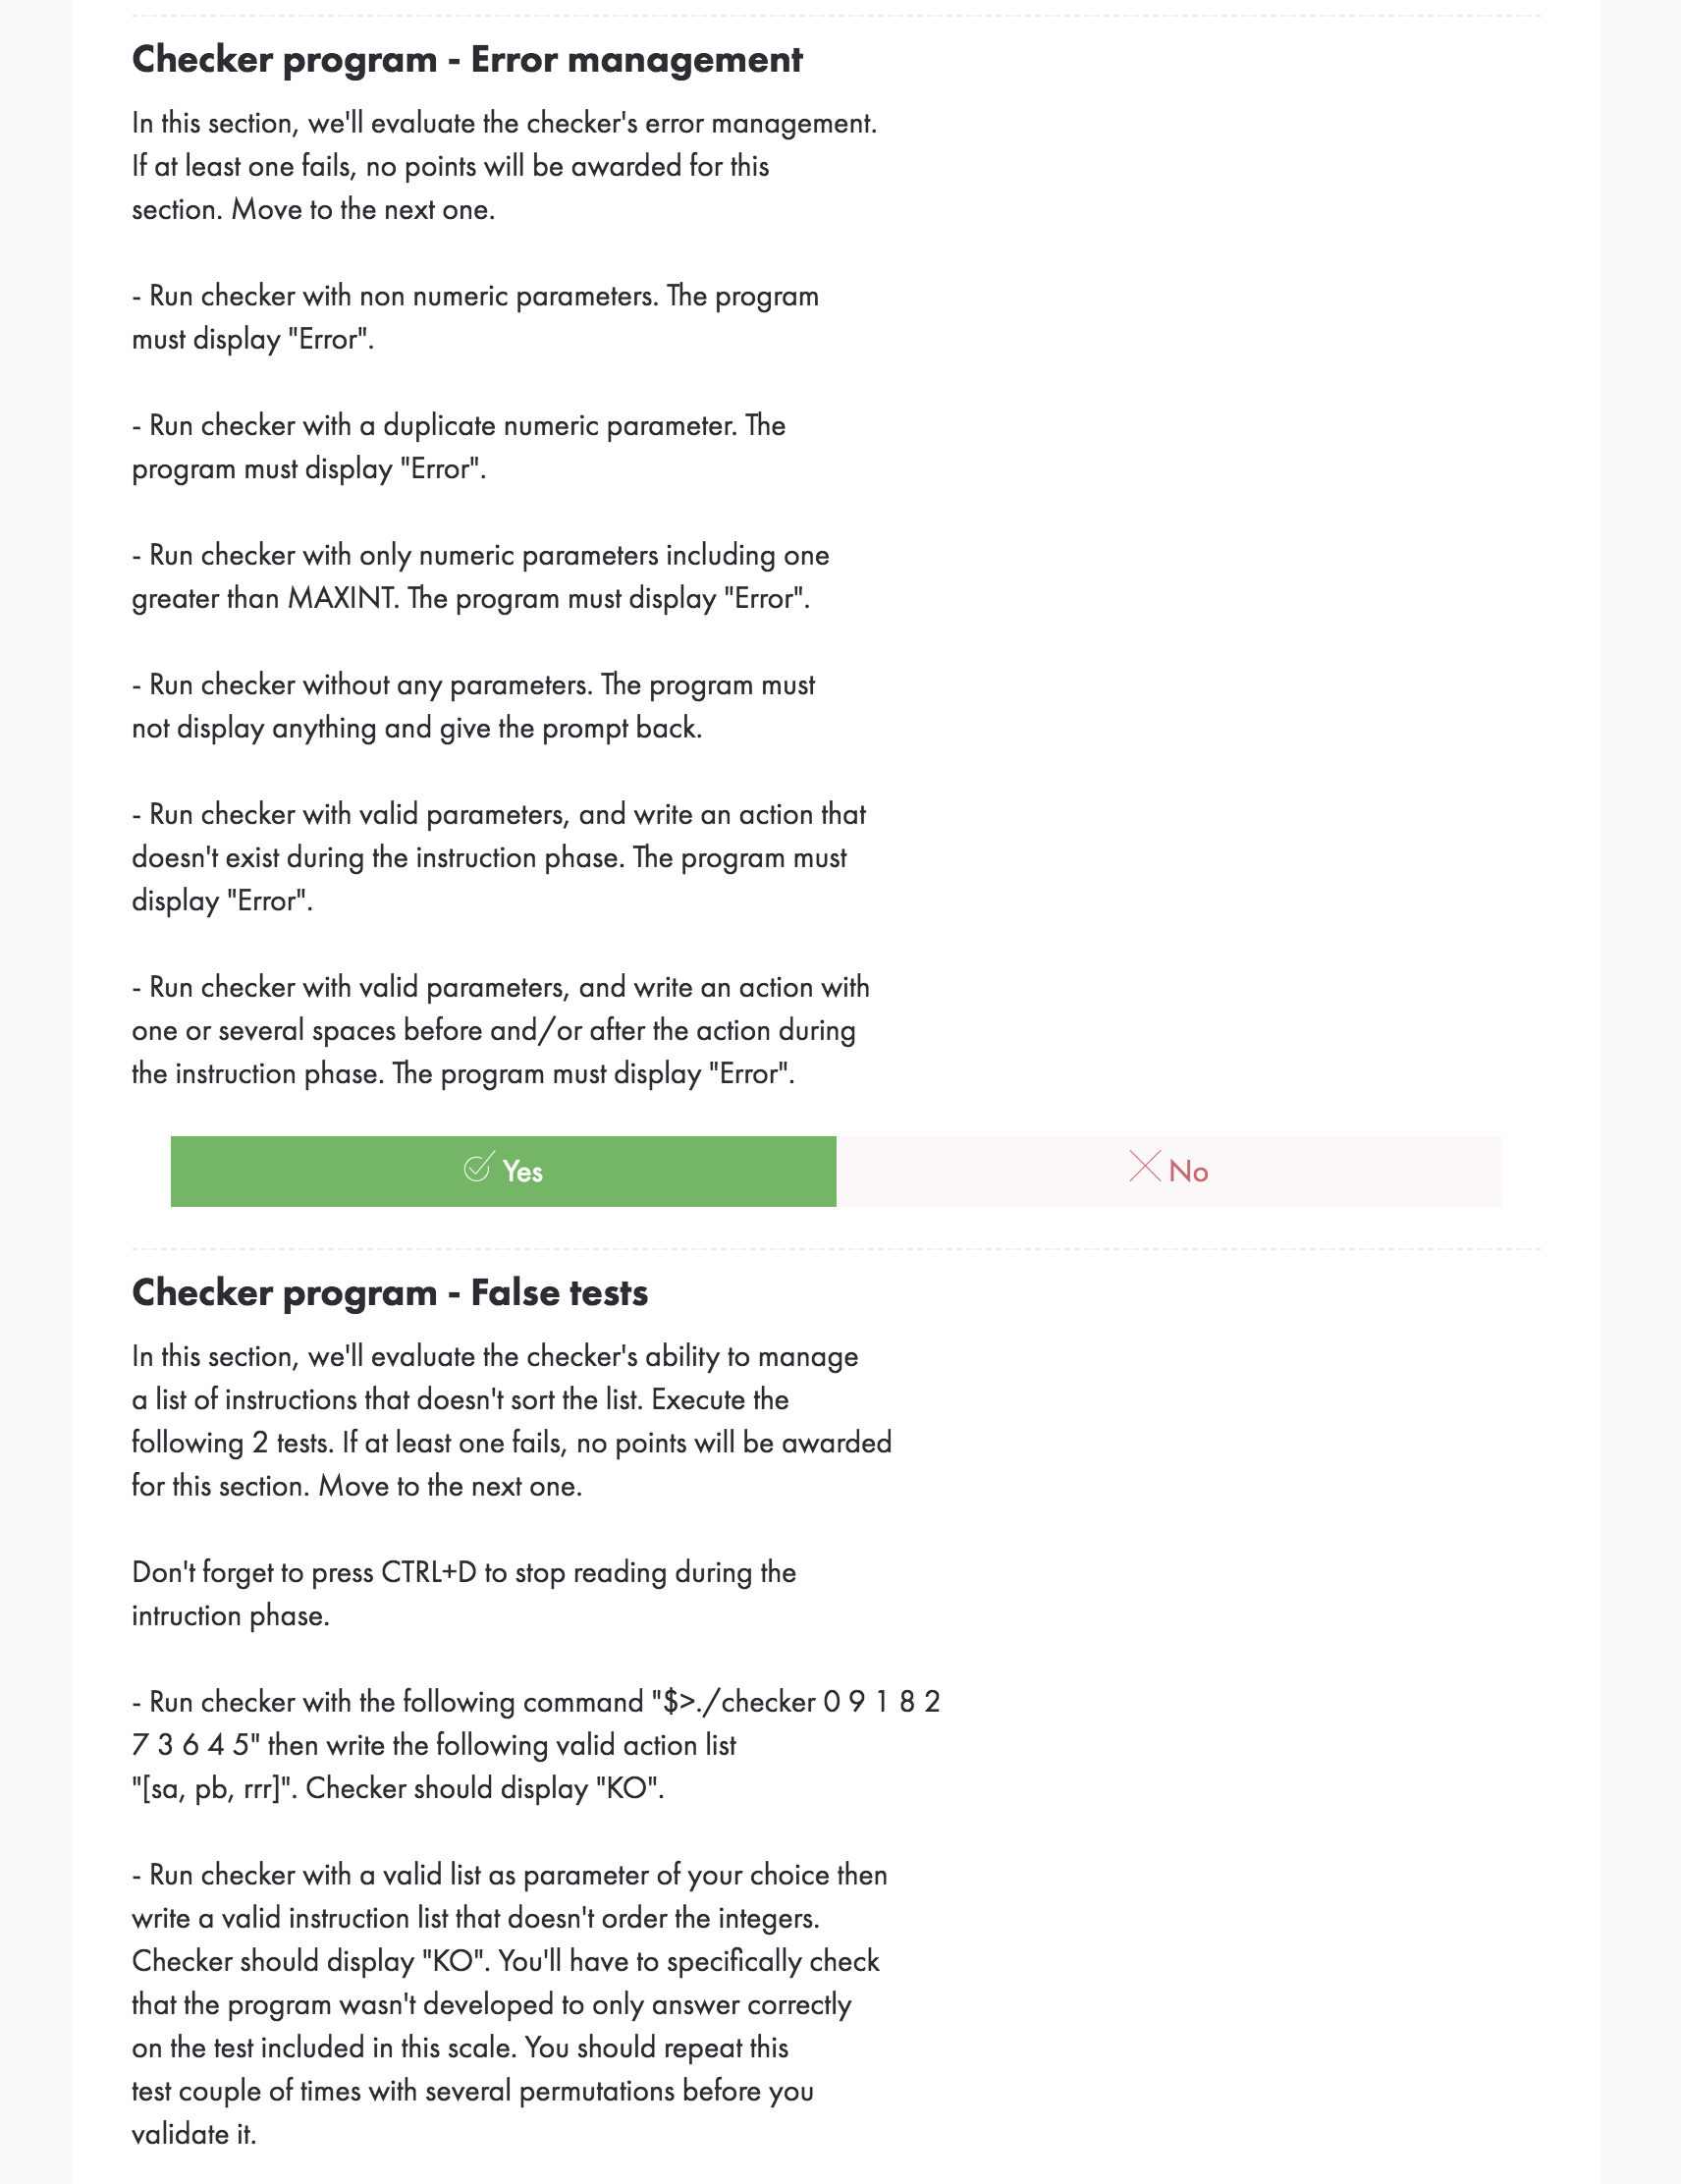 Checker program - Error management
In this section, we'll evaluate the checker's error management.
If at least one fails, no points will be awarded for this
section. Move to the next one.
- Run checker with non numeric parameters. The program
must display "Error".
- Run checker with a duplicate numeric parameter. The
program must display "Error".
- Run checker with only numeric parameters including one
greater than MAXINT. The program must display "Error".
- Run checker without any parameters. The program must
not display anything and give the prompt back.
- Run checker with valid parameters, and write an action that
doesn't exist during the instruction phase. The program must
display "Error".
- Run checker with valid parameters, and write an action with
one or several spaces before and/or after the action during
the instruction phase. The program must display "Error".
Yes
No
Checker program - False tests
In this section, we'll evaluate the checker's ability to manage
a list of instructions that doesn't sort the list. Execute the
following 2 tests. If at least one fails, no points will be awarded
for this section. Move to the next one.
Don't forget to press CTRL+D to stop reading during the
intruction phase.
- Run checker with the following command "$>./checker 0 9 1 8 2
7 3 6 4 5" then write the following valid action list
"[sa, pb, rrr]". Checker should display "KO".
- Run checker with a valid list as parameter of your choice then
write a valid instruction list that doesn't order the integers.
Checker should display "KO". You'll have to specifically check
that the program wasn't developed to only answer correctly
on the test included in this scale. You should repeat this
test couple of times with several permutations before you
validate it.